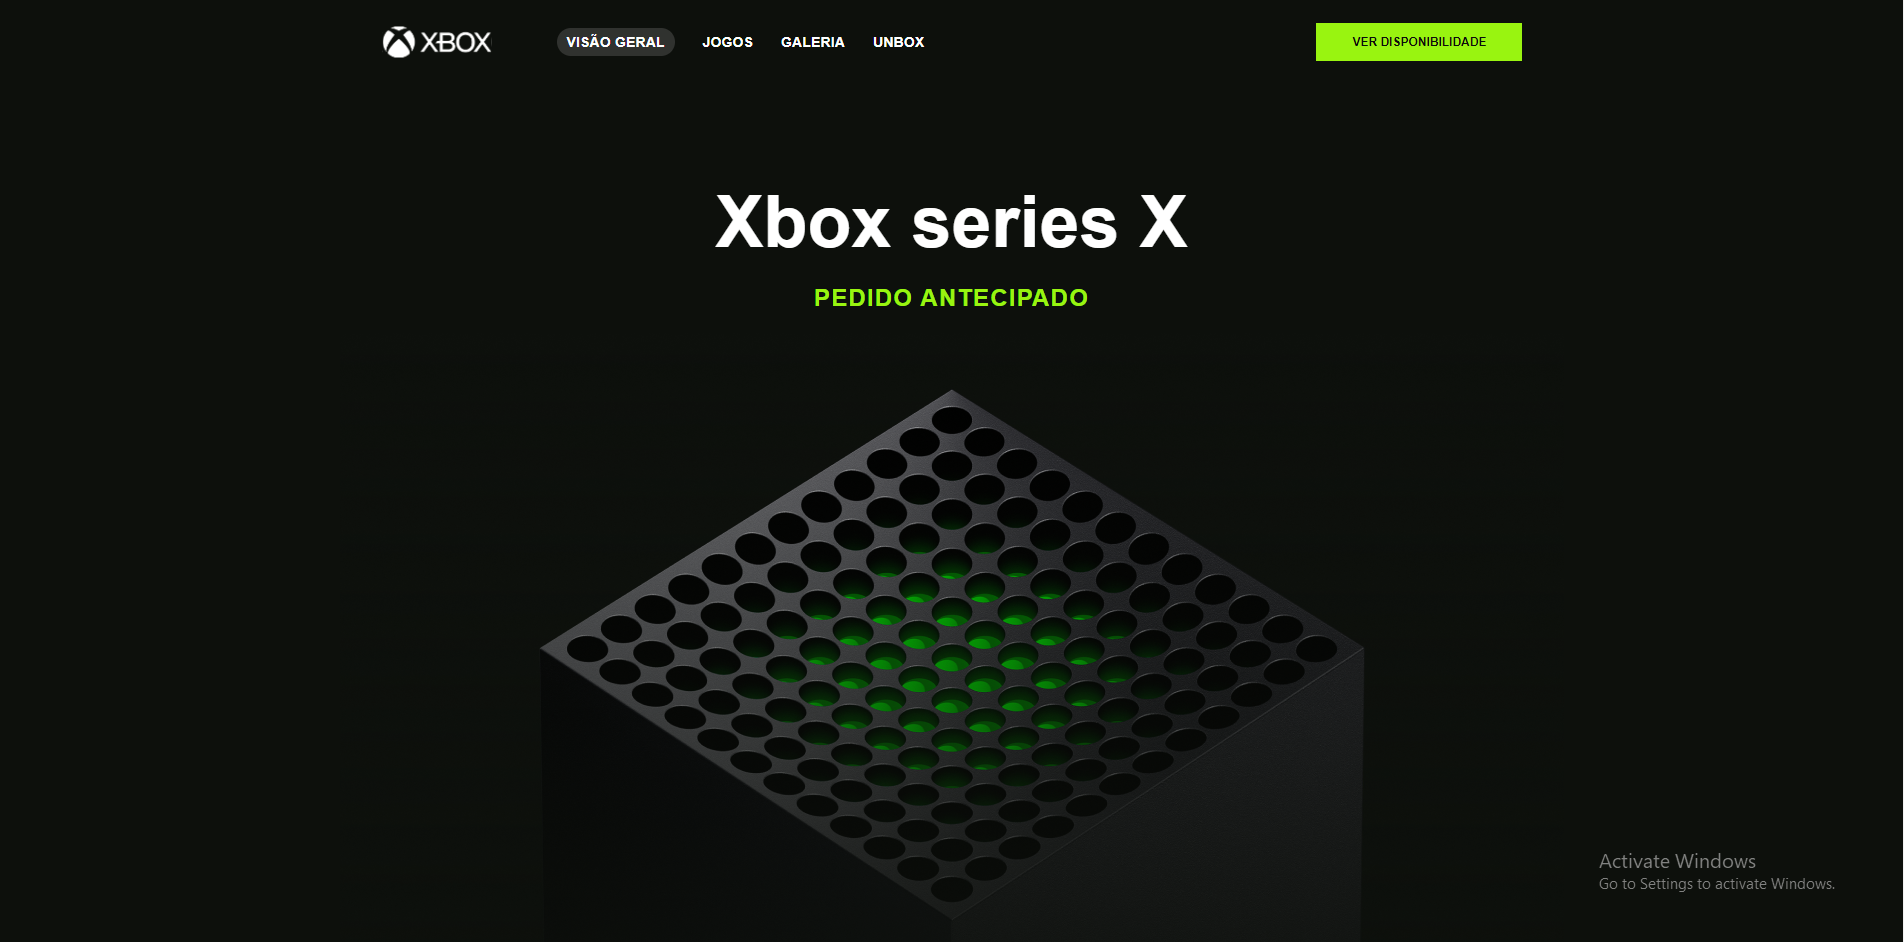 XBOX
VISÃO GERAL
JOGOS
GALERIA
UNBOX
VER DISPONIBILIDADE
Xbox series X
PEDIDO ANTECIPADO
Activate Windows
Go to Settings to activate Windows.